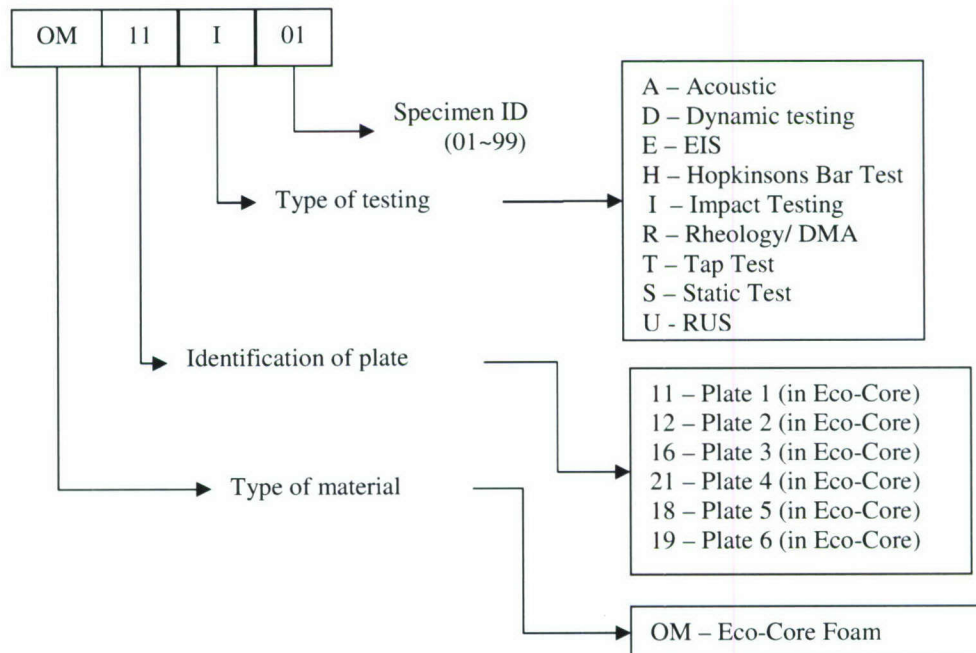 OM 11 I 01
Specimen ID
(01~99)
Type of testing
A – Acoustic
D – Dynamic testing
E – EIS
H – Hopkinsons Bar Test
I – Impact Testing
R – Rheology/ DMA
T – Tap Test
S – Static Test
U - RUS
Identification of plate
11 – Plate 1 (in Eco-Core)
12 – Plate 2 (in Eco-Core)
16 – Plate 3 (in Eco-Core)
21 – Plate 4 (in Eco-Core)
18 – Plate 5 (in Eco-Core)
19 – Plate 6 (in Eco-Core)
Type of material
OM – Eco-Core Foam